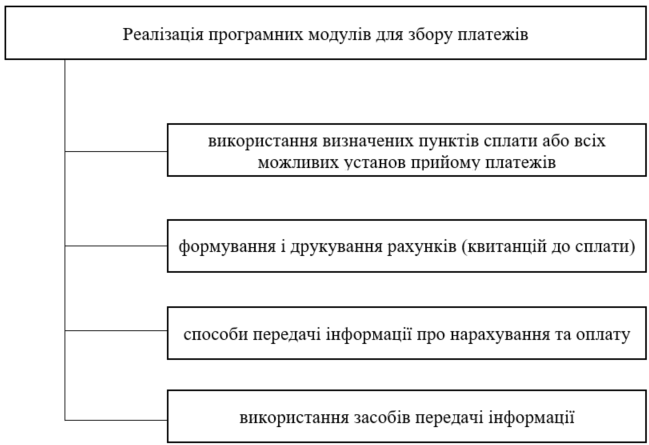 Реалізація програмних модулів для збору платежів
використання визначених пунктів сплати або всіх
можливих установ прийому платежів
формування і друкування рахунків (квитанцій до сплати)
способи передачі інформації про нарахування та оплату
використання засобів передачі інформації